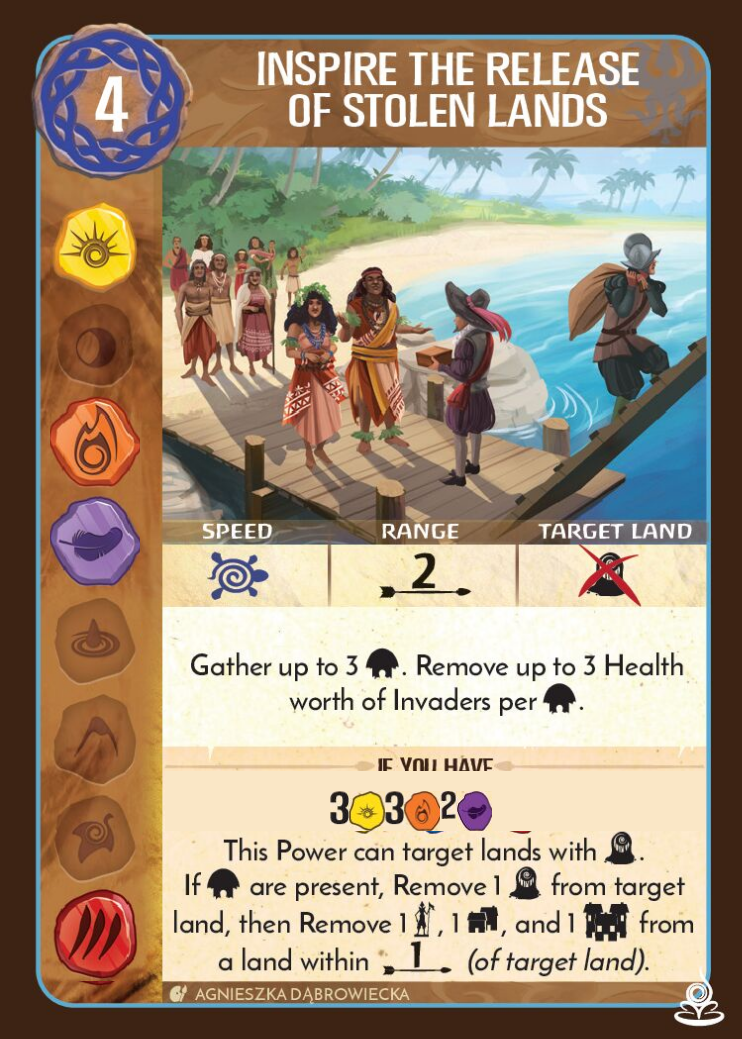 4
INSPIRE THE RELEASE
OF STOLEN LANDS
SPEED RANGE TARGET LAND
2
Gather up to 3 . Remove up to 3 Health
worth of Invaders per .
IF YOU HAVE
3 3 2
This Power can target lands with .
If are present, Remove 1 from target
land, then Remove 1 , 1 , and 1 from
a land within 1 (of target land).
AGNIESZKA DĄBROWIECKA